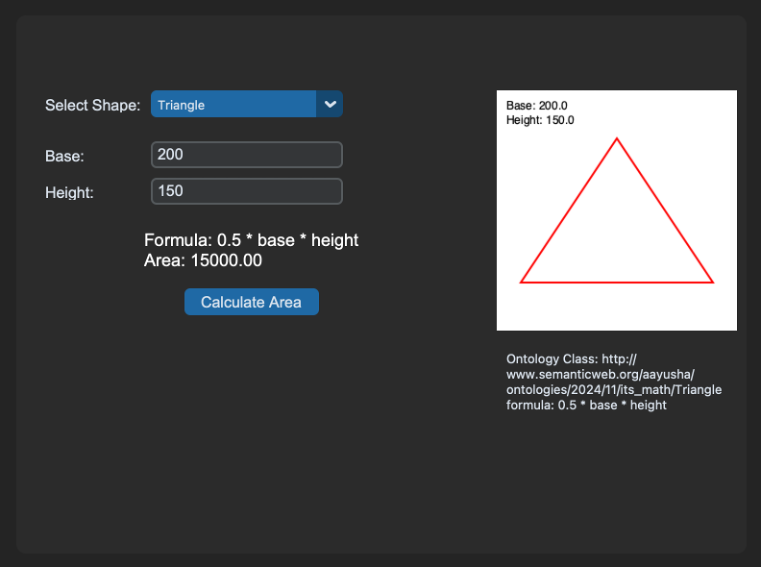 Select Shape: Triangle
Base: 200
Height: 150
Formula: 0.5 * base * height
Area: 15000.00
Calculate Area
Base: 200.0
Height: 150.0
Ontology Class: http://
www.semanticweb.org/aayusha/
ontologies/2024/11/its_math/Triangle
formula: 0.5 * base * height